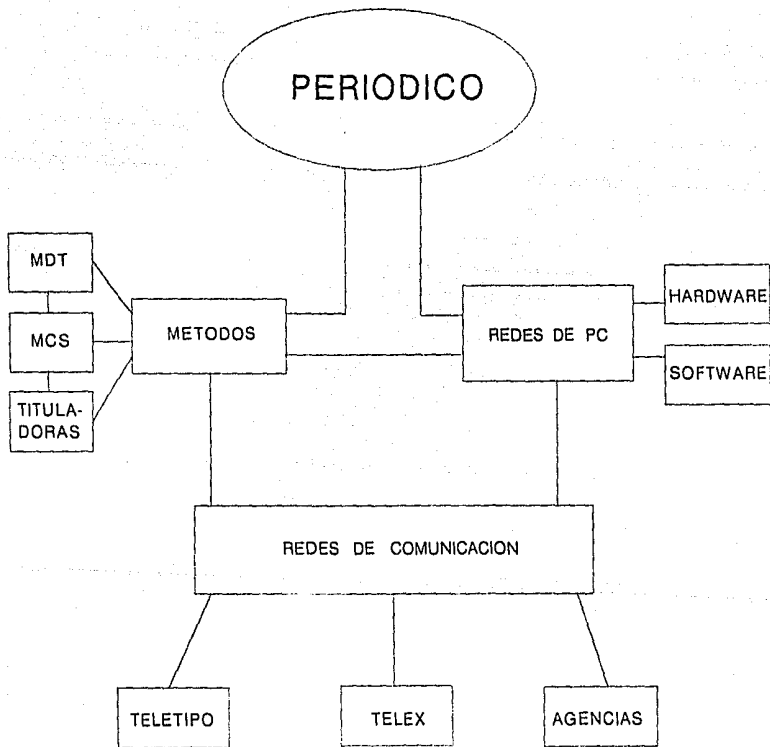 PERIODICO
MDT
MCS
TITULA-
DORAS
METODOS
REDES DE PC
HARDWARE
SOFTWARE
REDES DE COMUNICACION
TELETIPO
TELEX
AGENCIAS